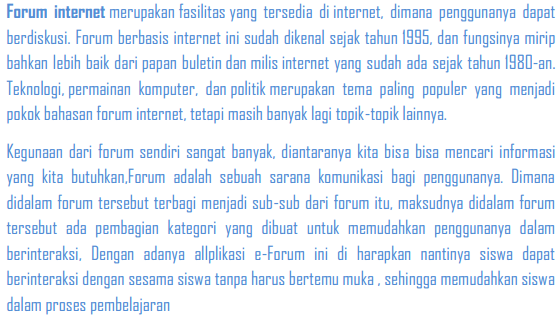 Forum internet merupakan fasilitas yang tersedia di internet, dimana penggunanya dapat
berdiskusi. Forum berbasis internet ini sudah dikenal sejak tahun 1995, dan fungsinya mirip
bahkan lebih baik dari papan buletin dan milis internet yang sudah ada sejak tahun 1980-an.
Teknologi, permainan komputer, dan politik merupakan tema paling populer yang menjadi
pokok bahasan forum internet, tetapi masih banyak lagi topik-topik lainnya.
Kegunaan dari forum sendiri sangat banyak, diantaranya kita bisa bisa mencari informasi
yang kita butuhkan,Forum adalah sebuah sarana komunikasi bagi penggunanya. Dimana
didalam forum tersebut terbagi menjadi sub-sub dari forum itu, maksudnya didalam forum
tersebut ada pembagian kategori yang dibuat untuk memudahkan penggunanya dalam
berinteraksi, Dengan adanya allplikasi e-Forum ini di harapkan nantinya siswa dapat
berinteraksi dengan sesama siswa tanpa harus bertemu muka , sehingga memudahkan siswa
dalam proses pembelajaran